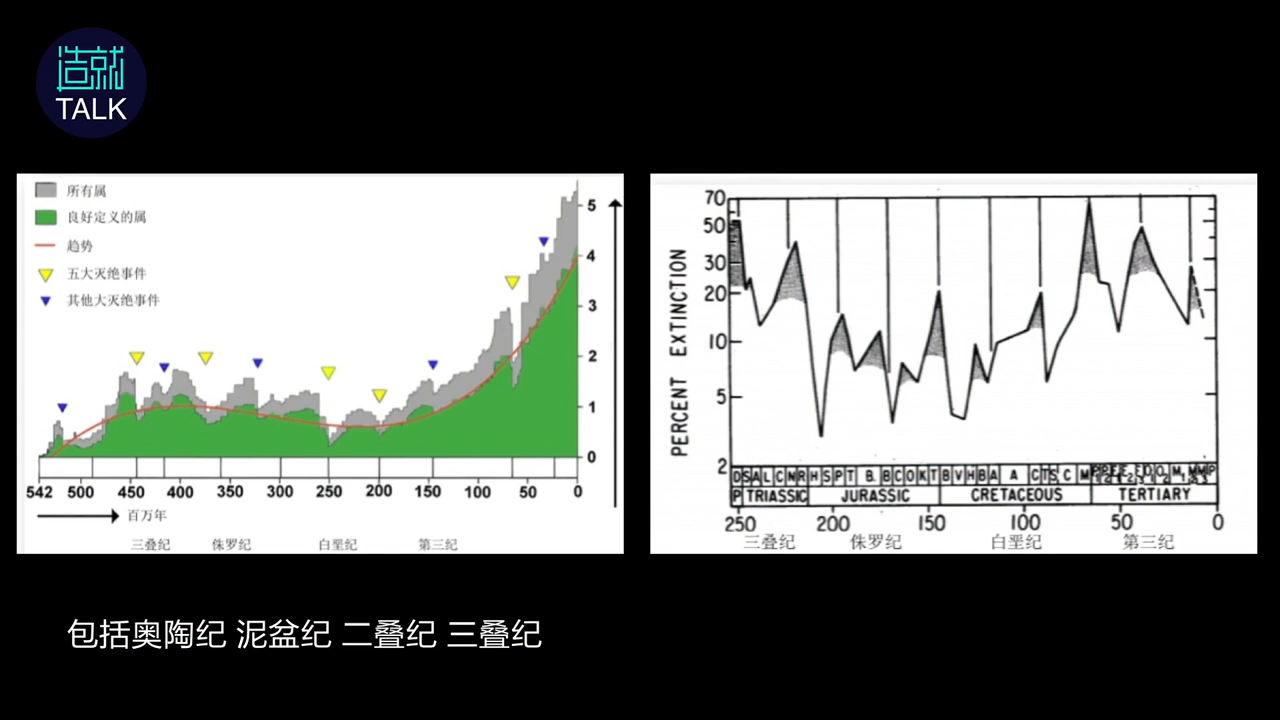 造就
TALK
所有属
良好定义的属
趋势
五大灭绝事件
其他大灭绝事件
5
4
3
2
1
0
542 500 450 400 350 300 250 200 150 100 50 0
百万年
三叠纪 侏罗纪 白垩纪 第三纪
PERCENT EXTINCTION
70
50
30
20
10
5
2
D S A L C N R H S P T B. B B C O K T B V H B A A C T S C M
P TRIASSIC JURASSIC CRETACEOUS TERTIARY
250 200 150 100 50 0
三叠纪 侏罗纪 白垩纪 第三纪
包括奥陶纪 泥盆纪 二叠纪 三叠纪